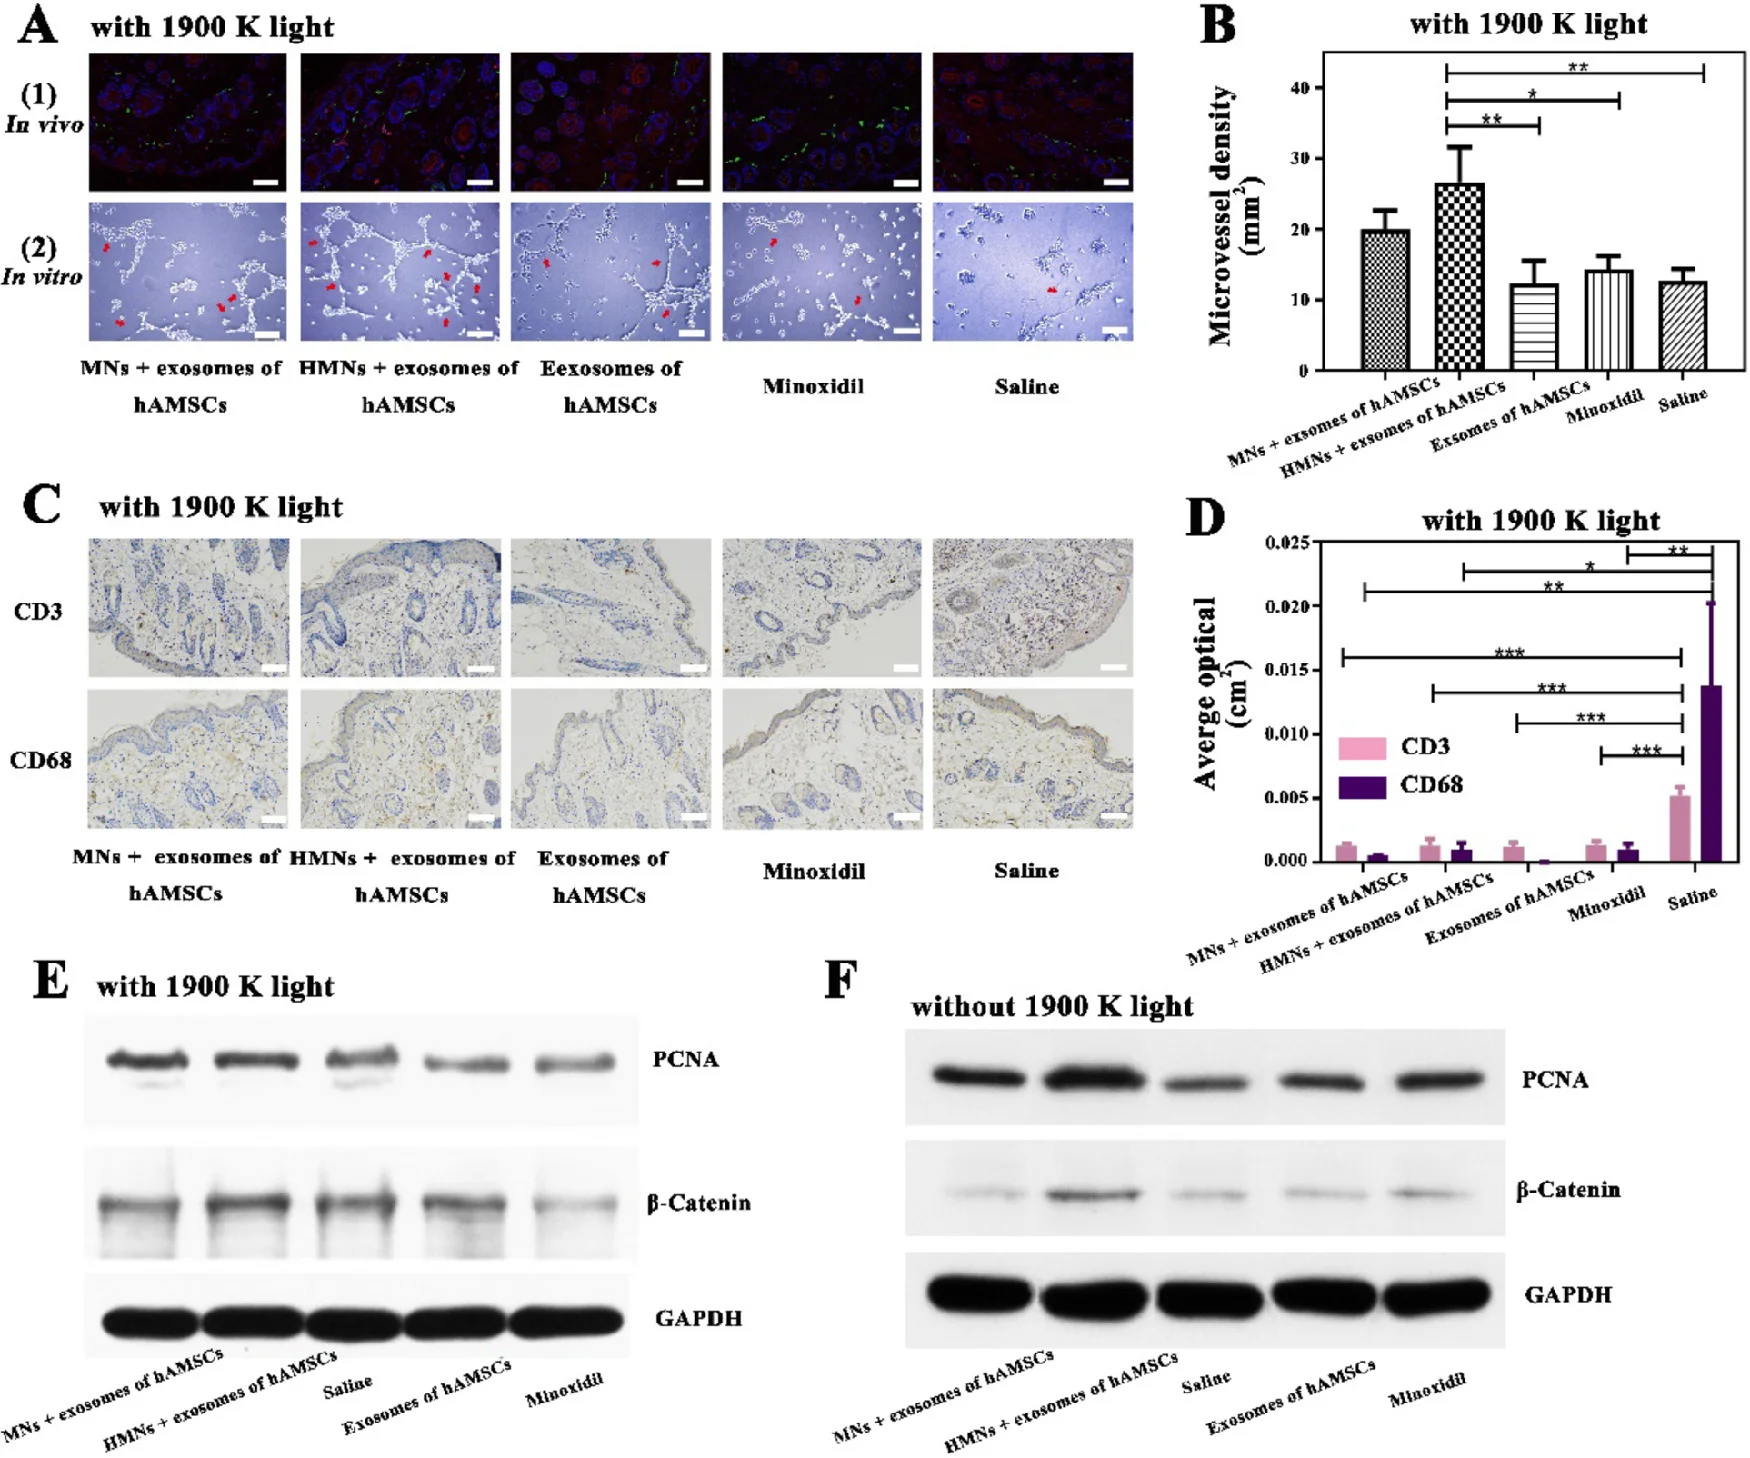 A with 1900 K light
(1)
In vivo
(2)
In vitro
MNs + exosomes of
hAMSCs
HMNs + exosomes of
hAMSCs
Eexosomes of
hAMSCs
Minoxidil
Saline
B with 1900 K light
Microvessel density
(mm²)
40
30
20
10
0
**
*
**
MNs + exsomes of hAMSCs
HMNs + exsomes of hAMSCs
Exsomes of hAMSCs
Minoxidil
Saline
C with 1900 K light
CD3
CD68
MNs + exosomes of
hAMSCs
HMNs + exosomes of
hAMSCs
Exosomes of
hAMSCs
Minoxidil
Saline
D with 1900 K light
Averge optical
(cm²)
0.025
0.020
0.015
0.010
0.005
0.000
**
*
**
***
***
***
***
CD3
CD68
MNs + exosomes of hAMSCs
HMNs + exosomes of hAMSCs
Exosomes of hAMSCs
Minoxidil
Saline
E with 1900 K light
PCNA
β-Catenin
GAPDH
MNs + exosomes of hAMSCs
HMNs + exosomes of hAMSCs
Saline
Exosomes of hAMSCs
Minoxidil
F without 1900 K light
PCNA
β-Catenin
GAPDH
MNs + exosomes of hAMSCs
HMNs + exosomes of hAMSCs
Saline
Exosomes of hAMSCs
Minoxidil